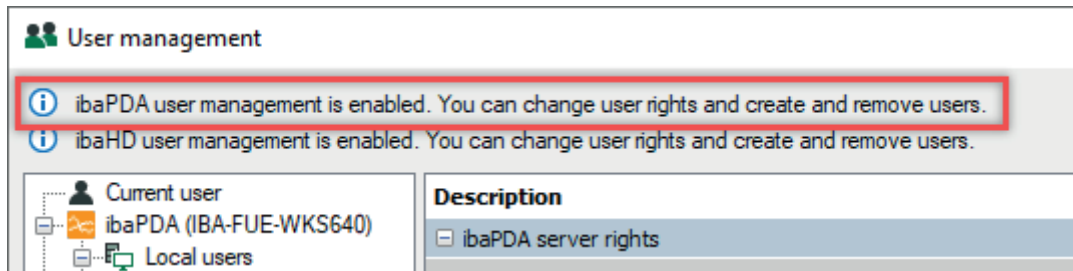 User management
ibaPDA user management is enabled. You can change user rights and create and remove users.
ibaHD user management is enabled. You can change user rights and create and remove users.
Current user
ibaPDA (IBA-FUE-WKS640)
Local users
Description
ibaPDA server rights